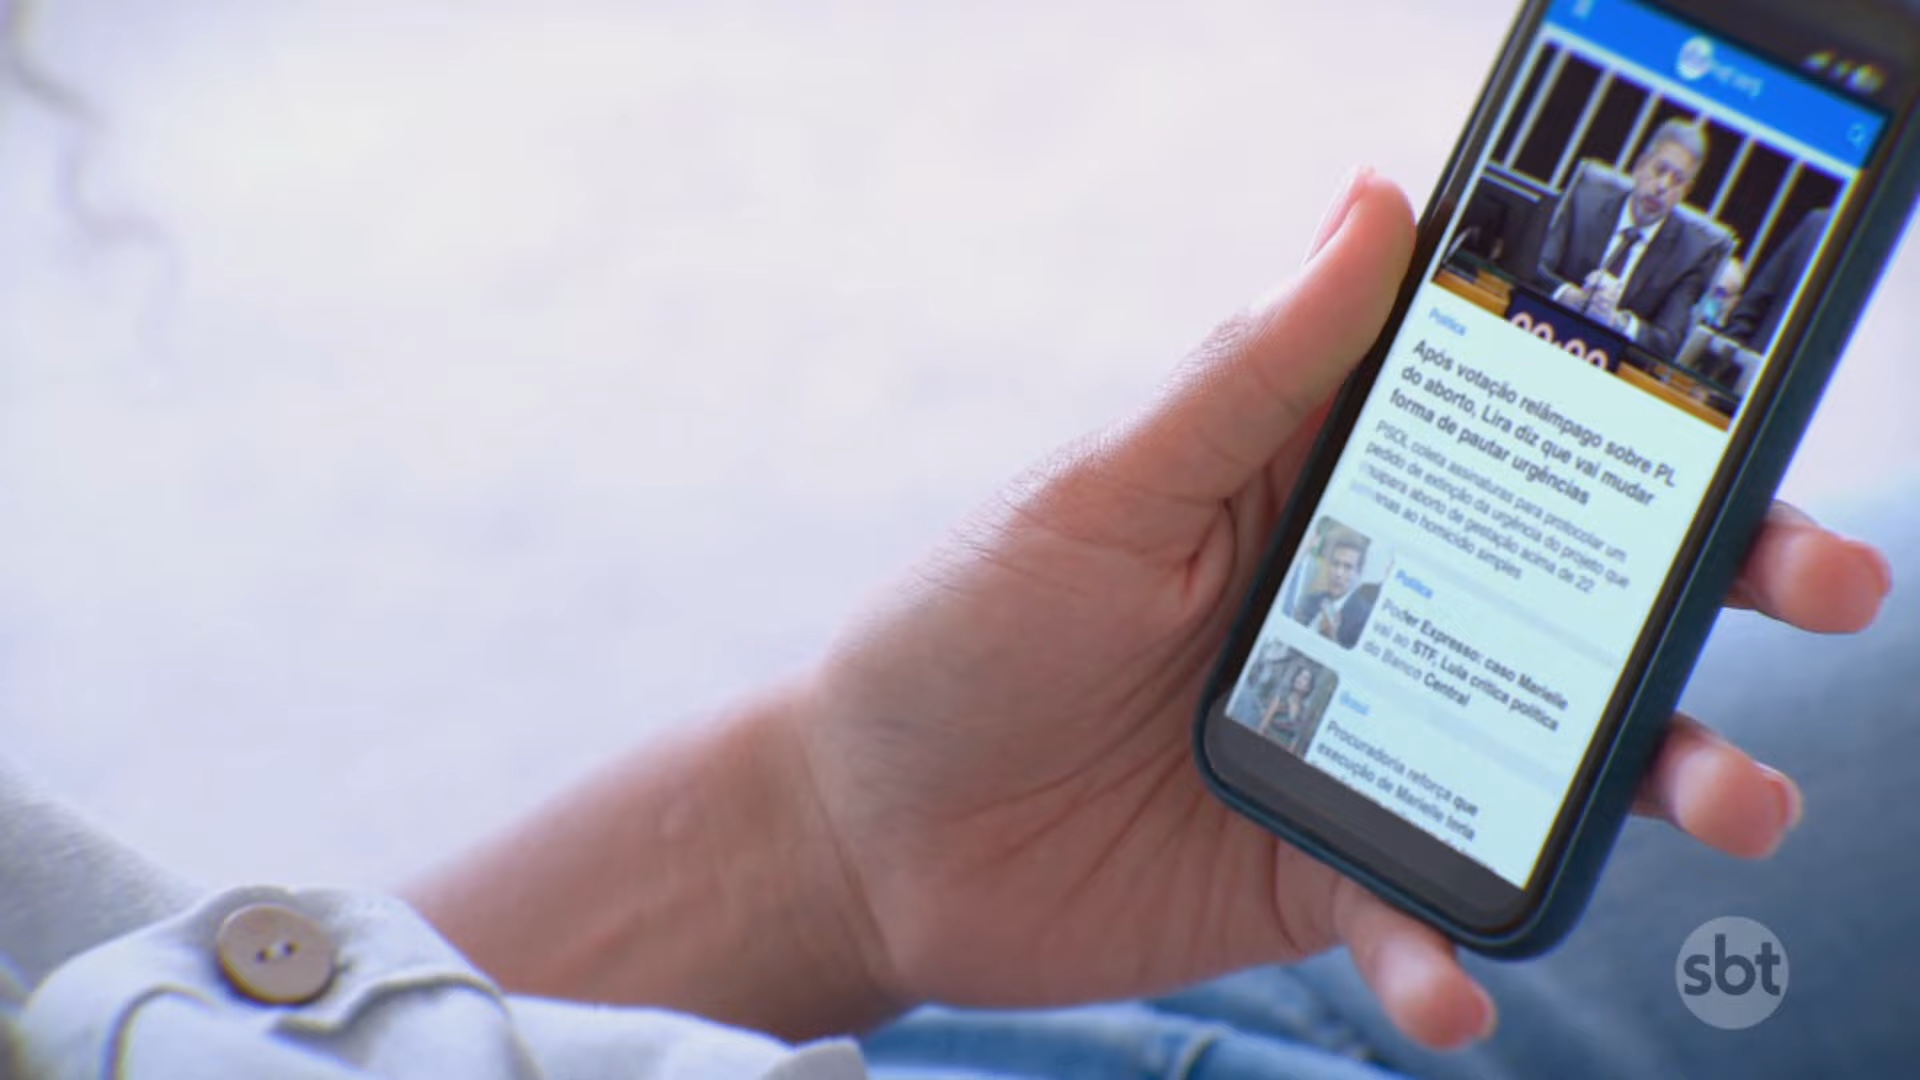 news
00:00
Política
Após votação relâmpago sobre PL
do aborto, Lira diz que vai mudar
forma de pautar urgências
PSOL coleta assinaturas para protocolar um
pedido de extinção da urgência do projeto que
aborto de gestação acima de 22
ao homicídio simples
Política
Poder Expresso: caso Marielle
vai ao STF, Lula critica política
do Banco Central
Brasil
Procuradoria reforça que
execução de Marielle teria
sbt